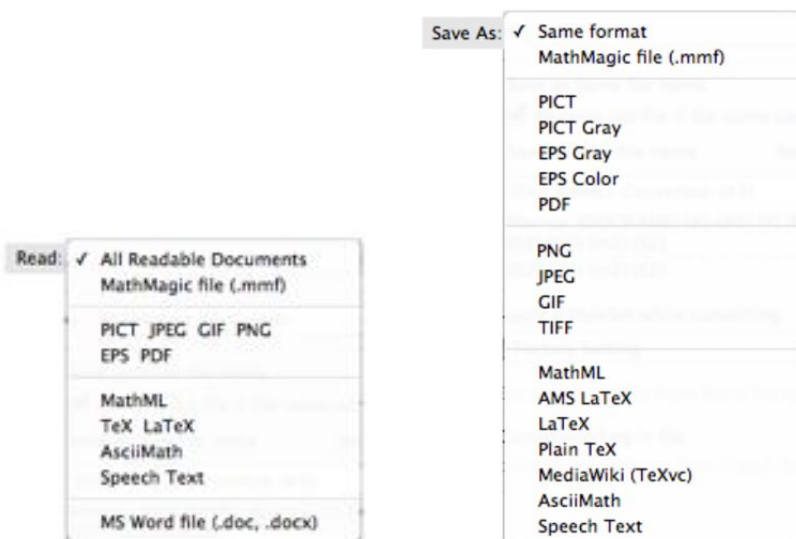 Read: ✓ All Readable Documents
MathMagic file (.mmf)
PICT JPEG GIF PNG
EPS PDF
MathML
TeX LaTeX
AsciiMath
Speech Text
MS Word file (.doc, .docx)
Save As: ✓ Same format
MathMagic file (.mmf)
PICT
PICT Gray
EPS Gray
EPS Color
PDF
PNG
JPEG
GIF
TIFF
MathML
AMS LaTeX
LaTeX
Plain TeX
MediaWiki (TeXvc)
AsciiMath
Speech Text